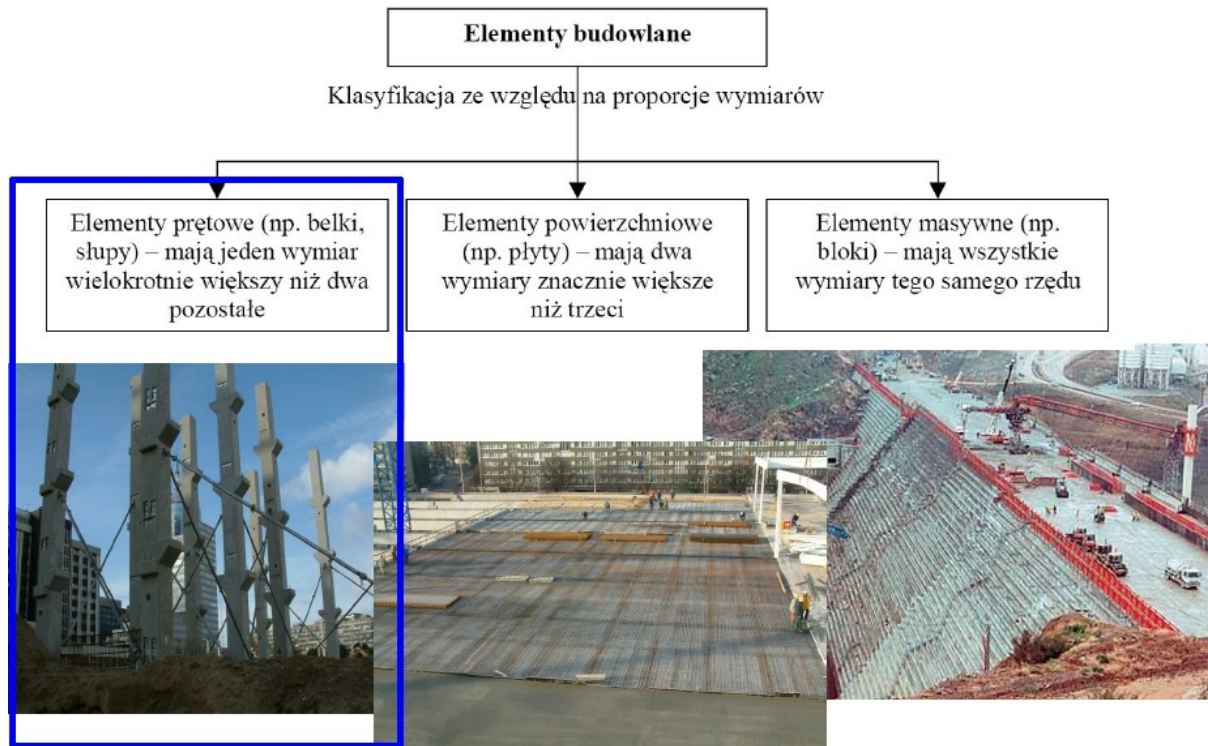 Elementy budowlane
Klasyfikacja ze względu na proporcje wymiarów
Elementy prętowe (np. belki,
słupy) – mają jeden wymiar
wielokrotnie większy niż dwa
pozostałe
Elementy powierzchniowe
(np. płyty) – mają dwa
wymiary znacznie większe
niż trzeci
Elementy masywne (np.
bloki) – mają wszystkie
wymiary tego samego rzędu